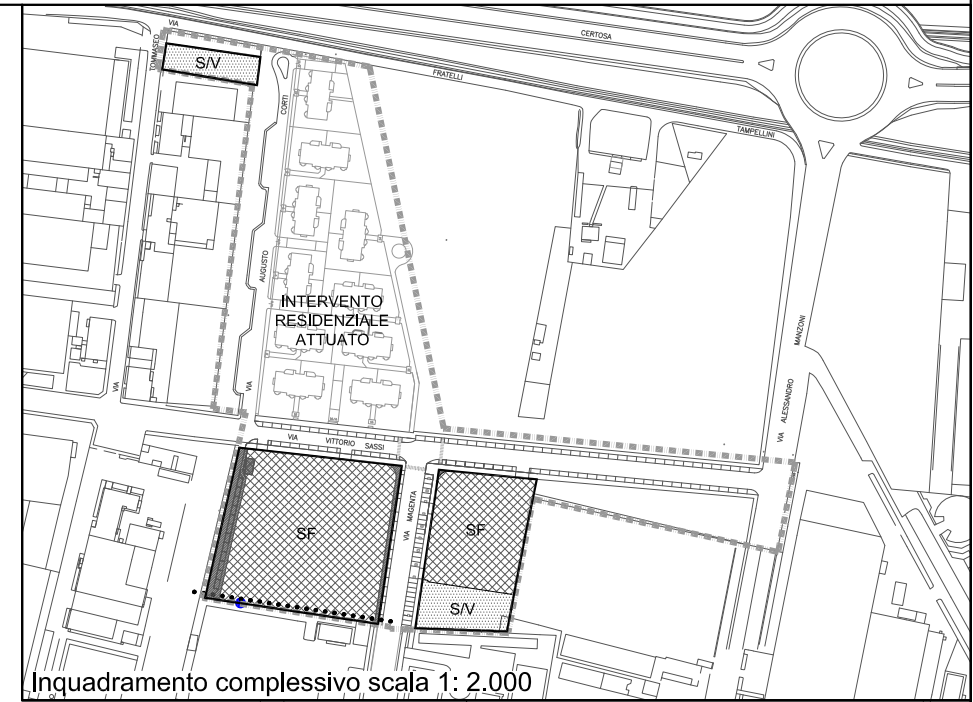 VIA
CERTOSA
TOMMASEO
S/V
FRATELLI
CORTI
TAMPELLINI
AUGUSTO
INTERVENTO
RESIDENZIALE
ATTUATO
MANZONI
VIA
VIA
ALESSANDRO
VIA
VIA VITTORIO SASSI
MAGENTA
VIA
SF
SF
S/V
Inquadramento complessivo scala 1: 2.000